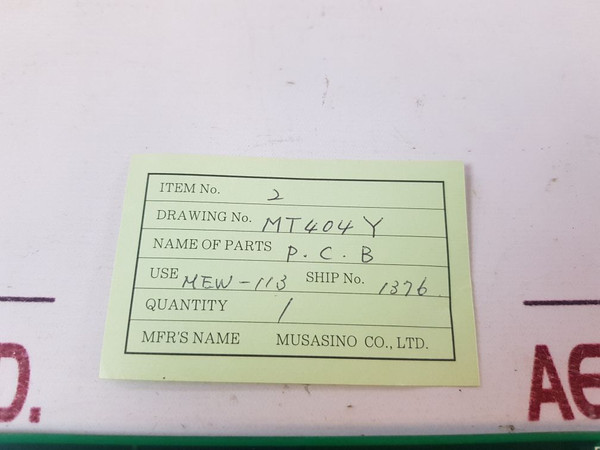 ITEM No. 2
DRAWING No. MT404Y
NAME OF PARTS P.C.B
USE MEW-113 SHIP No. 1376
QUANTITY 1
MFR'S NAME MUSASINO CO., LTD.
D. A